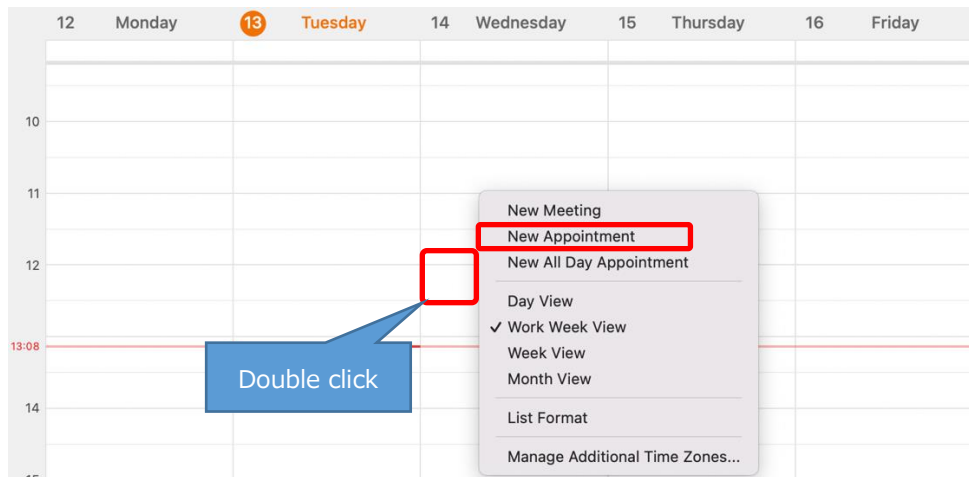 12 Monday 13 Tuesday 14 Wednesday 15 Thursday 16 Friday
10
11
New Meeting
New Appointment
New All Day Appointment
12
Day View
✓ Work Week View
13:08
Week View
Double click
Month View
14
List Format
Manage Additional Time Zones...